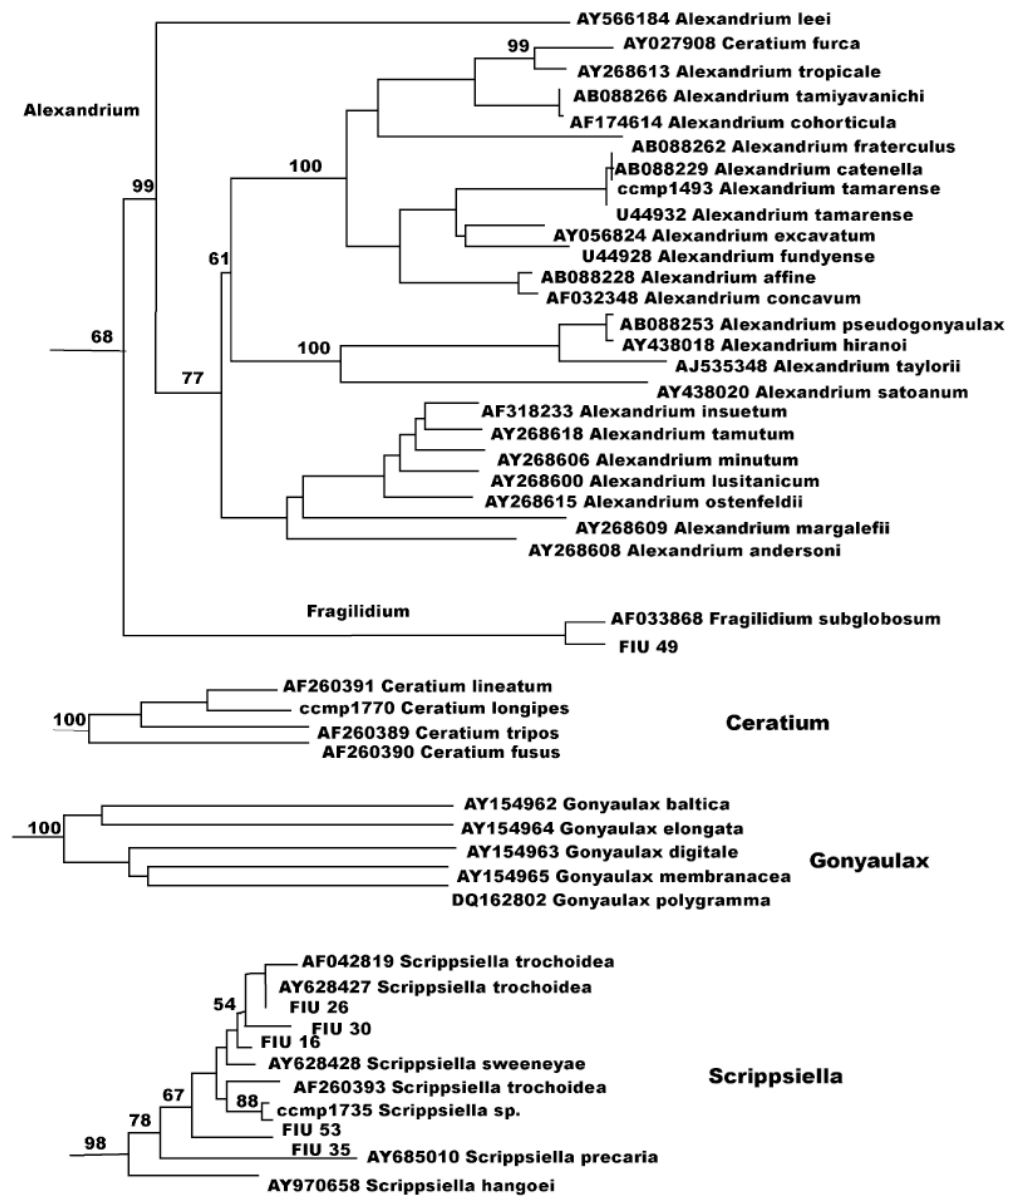 AY566184 Alexandrium leei
99
AY027908 Ceratium furca
AY268613 Alexandrium tropicale
AB088266 Alexandrium tamiyavanichi
Alexandrium
AF174614 Alexandrium cohorticula
AB088262 Alexandrium fraterculus
100
AB088229 Alexandrium catenella
99
ccmp1493 Alexandrium tamarense
U44932 Alexandrium tamarense
AY056824 Alexandrium excavatum
61
U44928 Alexandrium fundyense
AB088228 Alexandrium affine
AF032348 Alexandrium concavum
AB088253 Alexandrium pseudogonyaulax
68
100
AY438018 Alexandrium hiranoi
AJ535348 Alexandrium taylorii
77
AY438020 Alexandrium satoanum
AF318233 Alexandrium insuetum
AY268618 Alexandrium tamutum
AY268606 Alexandrium minutum
AY268600 Alexandrium lusitanicum
AY268615 Alexandrium ostenfeldii
AY268609 Alexandrium margalefii
AY268608 Alexandrium andersoni
Fragilidium
AF033868 Fragilidium subglobosum
FIU 49
AF260391 Ceratium lineatum
ccmp1770 Ceratium longipes
100
Ceratium
AF260389 Ceratium tripos
AF260390 Ceratium fusus
AY154962 Gonyaulax baltica
100
AY154964 Gonyaulax elongata
AY154963 Gonyaulax digitale
Gonyaulax
AY154965 Gonyaulax membranacea
DQ162802 Gonyaulax polygramma
AF042819 Scrippsiella trochoidea
AY628427 Scrippsiella trochoidea
54
FIU 26
FIU 30
FIU 16
AY628428 Scrippsiella sweeneyae
Scrippsiella
AF260393 Scrippsiella trochoidea
67
88
ccmp1735 Scrippsiella sp.
78
FIU 53
98
FIU 35
AY685010 Scrippsiella precaria
AY970658 Scrippsiella hangoei